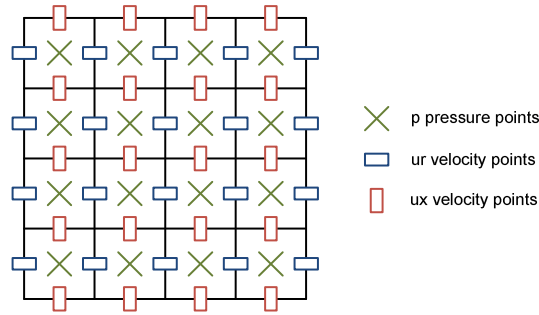 p pressure points
ur velocity points
ux velocity points